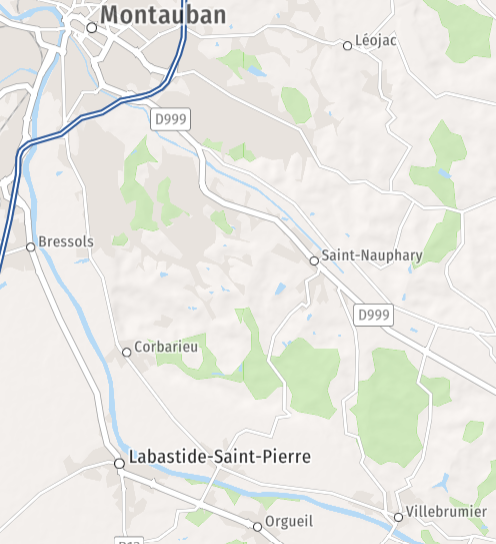 Montauban
Léojac
D999
Bressols
Saint-Nauphary
D999
Corbarieu
Labastide-Saint-Pierre
Villebrumier
Orgueil